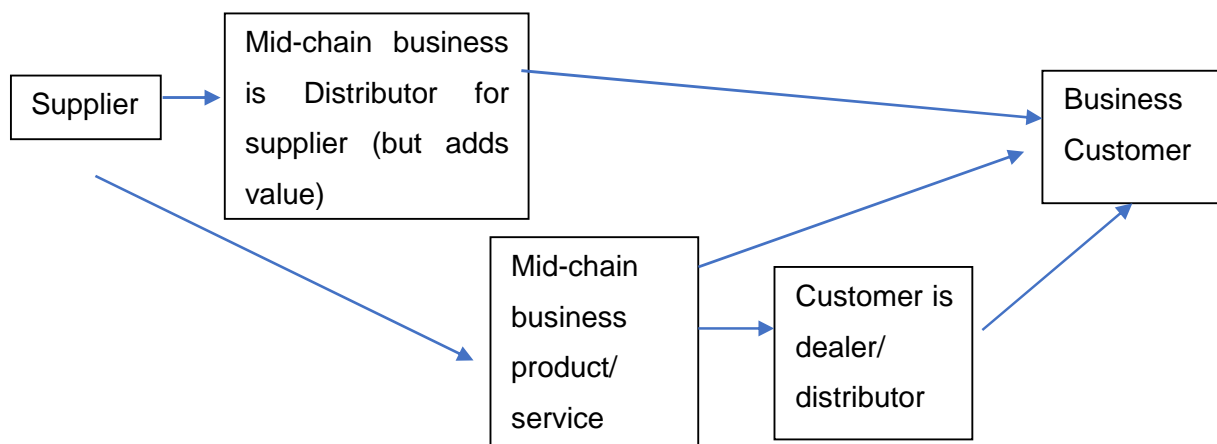 Supplier
Mid-chain business
is Distributor for
supplier (but adds
value)
Business
Customer
Mid-chain
business
product/
service
Customer is
dealer/
distributor